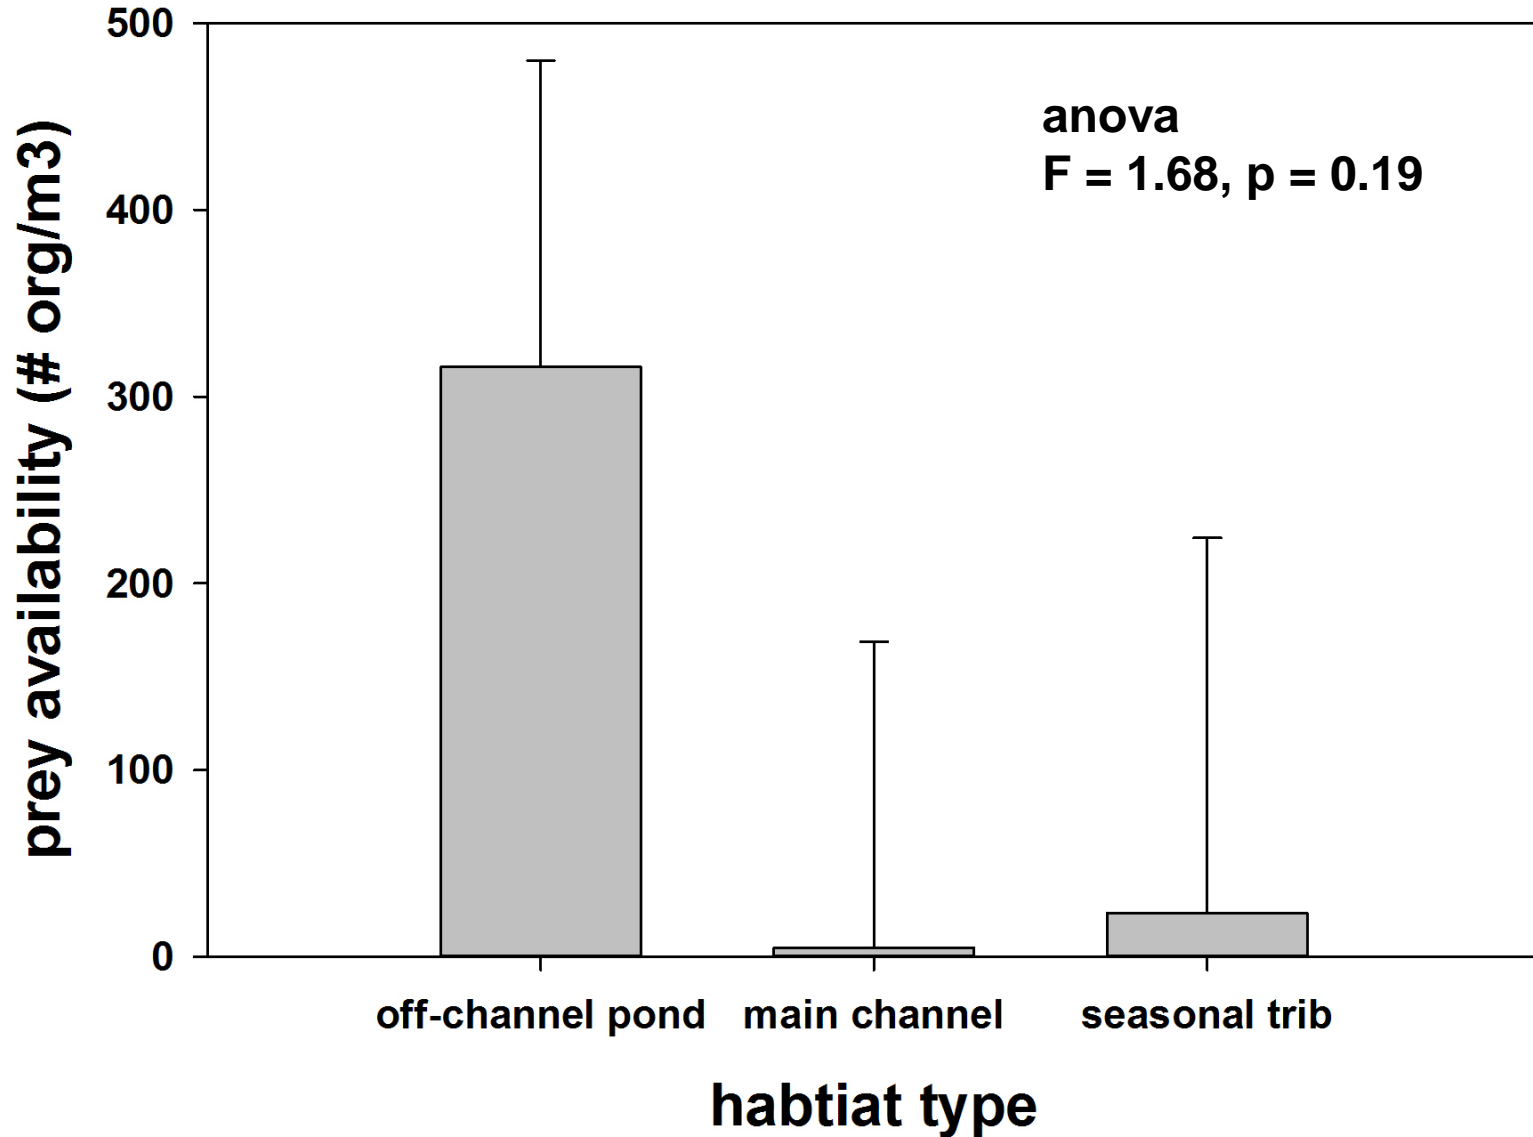 500
anova
F = 1.68, p = 0.19
400
300
200
100
0
prey availability (# org/m3)
off-channel pond main channel seasonal trib
habtiat type